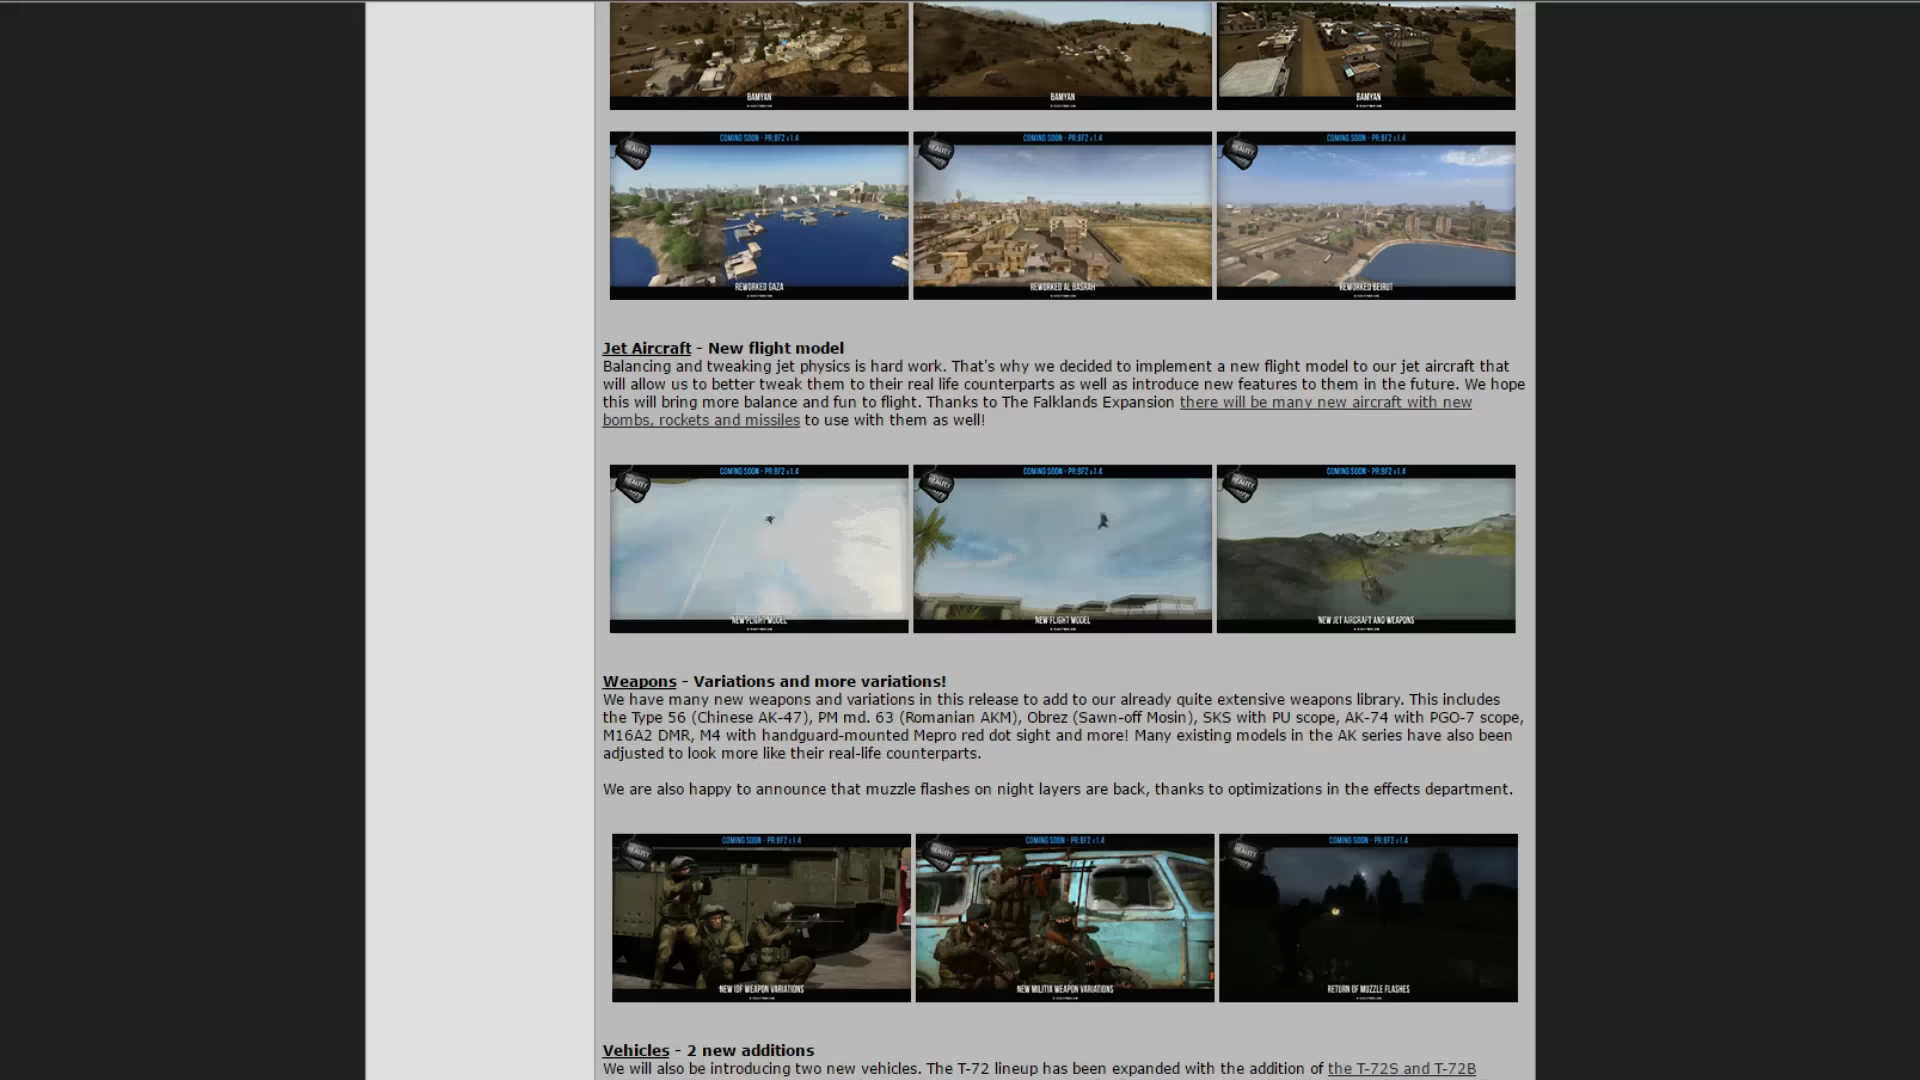 BAMYAN
BAMYAN
BAMYAN
COMING SOON - PR:BF2 v1.4
COMING SOON - PR:BF2 v1.4
COMING SOON - PR:BF2 v1.4
REALITY
REALITY
REALITY
REWORKED GAZA
REWORKED AL BASRAH
REWORKED BEIRUT
Jet Aircraft - New flight model
Balancing and tweaking jet physics is hard work. That's why we decided to implement a new flight model to our jet aircraft that
will allow us to better tweak them to their real life counterparts as well as introduce new features to them in the future. We hope
this will bring more balance and fun to flight. Thanks to The Falklands Expansion there will be many new aircraft with new
bombs, rockets and missiles to use with them as well!
COMING SOON - PR:BF2 v1.4
COMING SOON - PR:BF2 v1.4
COMING SOON - PR:BF2 v1.4
REALITY
REALITY
REALITY
NEW FLIGHT MODEL
NEW FLIGHT MODEL
NEW JET AIRCRAFT AND WEAPONS
Weapons - Variations and more variations!
We have many new weapons and variations in this release to add to our already quite extensive weapons library. This includes
the Type 56 (Chinese AK-47), PM md. 63 (Romanian AKM), Obrez (Sawn-off Mosin), SKS with PU scope, AK-74 with PGO-7 scope,
M16A2 DMR, M4 with handguard-mounted Mepro red dot sight and more! Many existing models in the AK series have also been
adjusted to look more like their real-life counterparts.
We are also happy to announce that muzzle flashes on night layers are back, thanks to optimizations in the effects department.
COMING SOON - PR:BF2 v1.4
COMING SOON - PR:BF2 v1.4
COMING SOON - PR:BF2 v1.4
REALITY
REALITY
REALITY
NEW IDF WEAPON VARIATIONS
NEW MILITIA WEAPON VARIATIONS
RETURN OF MUZZLE FLASHES
Vehicles - 2 new additions
We will also be introducing two new vehicles. The T-72 lineup has been expanded with the addition of the T-72S and T-72B